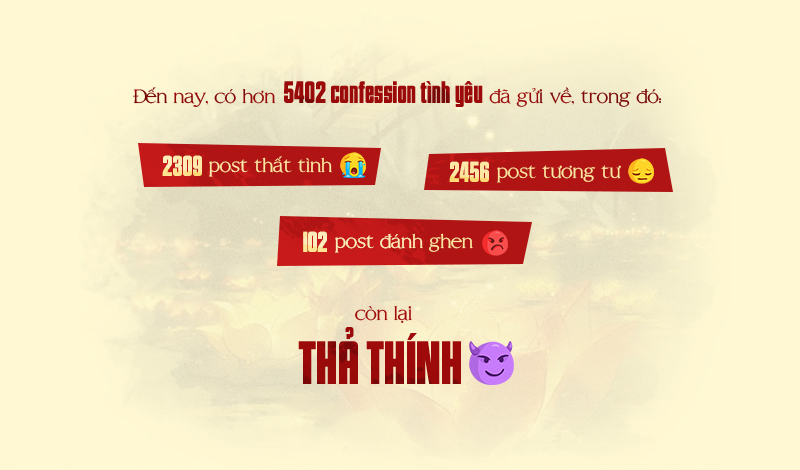 Đến nay, có hơn 5402 confession tình yêu đã gửi về, trong đó:
2309 post thất tình 😭
2456 post tương tư 😔
102 post đánh ghen 😡
còn lại
THẢ THÍNH 😈